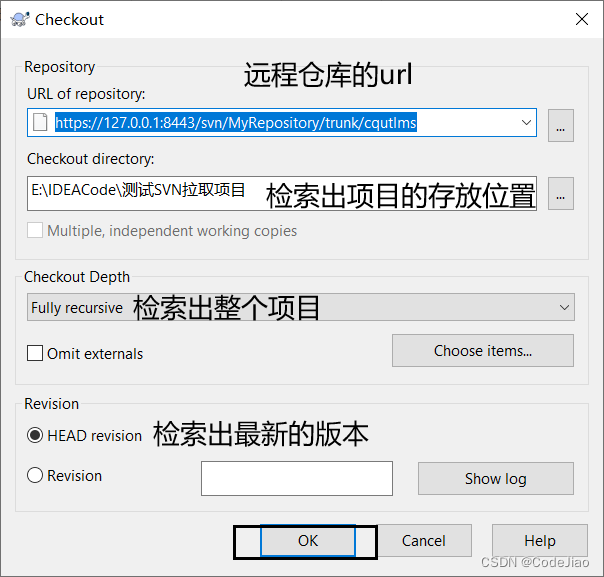 Checkout
Repository
远程仓库的url
URL of repository:
https://127.0.0.1:8443/svn/MyRepository/trunk/cqutlms
...
Checkout directory:
E:\IDEACode\测试SVN拉取项目
检索出项目的存放位置
...
Multiple, independent working copies
Checkout Depth
Fully recursive
检索出整个项目
Omit externals
Choose items...
Revision
HEAD revision
检索出最新的版本
Revision
Show log
OK
Cancel
Help
CSDN @CodeJiao